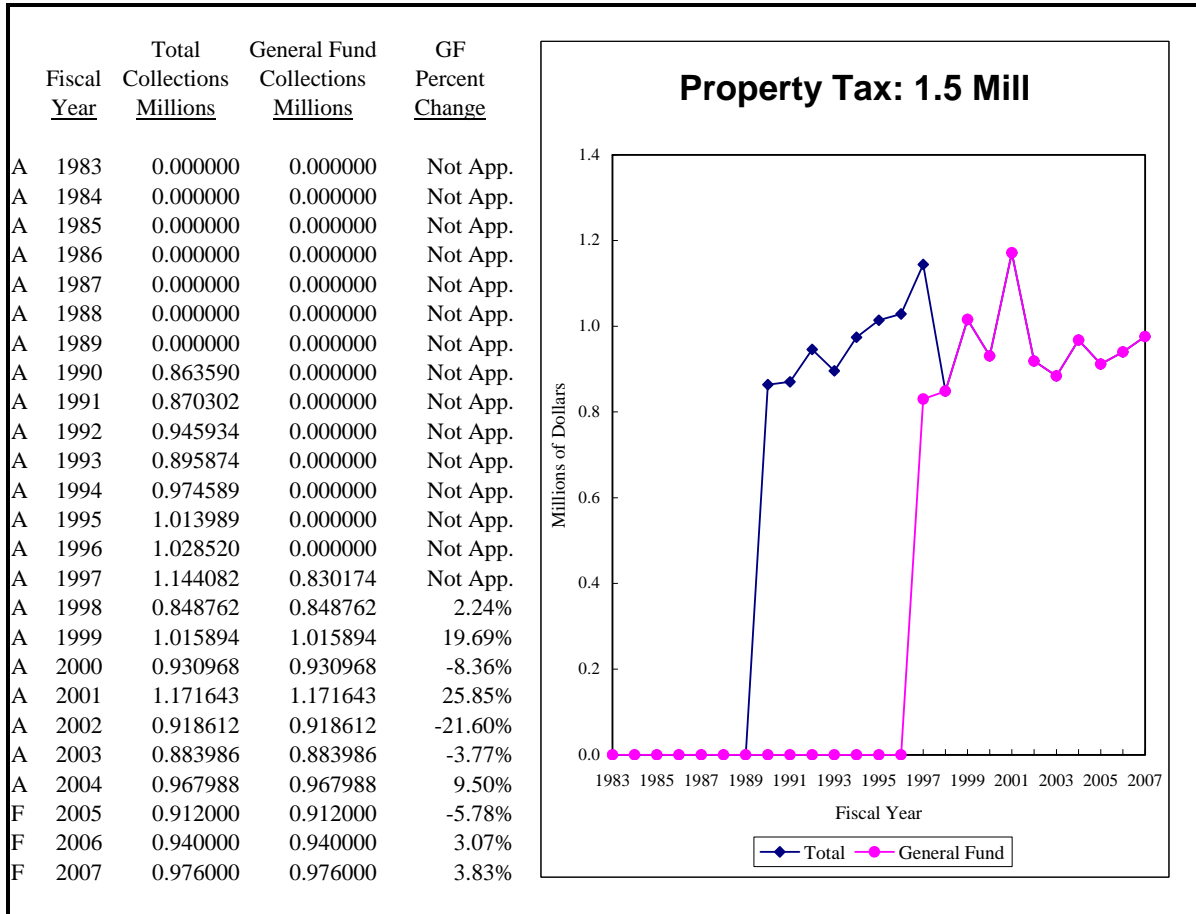 Total General Fund GF
Fiscal Collections Collections Percent
Year Millions Millions Change
A 1983 0.000000 0.000000 Not App.
A 1984 0.000000 0.000000 Not App.
A 1985 0.000000 0.000000 Not App.
A 1986 0.000000 0.000000 Not App.
A 1987 0.000000 0.000000 Not App.
A 1988 0.000000 0.000000 Not App.
A 1989 0.000000 0.000000 Not App.
A 1990 0.863590 0.000000 Not App.
A 1991 0.870302 0.000000 Not App.
A 1992 0.945934 0.000000 Not App.
A 1993 0.895874 0.000000 Not App.
A 1994 0.974589 0.000000 Not App.
A 1995 1.013989 0.000000 Not App.
A 1996 1.028520 0.000000 Not App.
A 1997 1.144082 0.830174 Not App.
A 1998 0.848762 0.848762 2.24%
A 1999 1.015894 1.015894 19.69%
A 2000 0.930968 0.930968 -8.36%
A 2001 1.171643 1.171643 25.85%
A 2002 0.918612 0.918612 -21.60%
A 2003 0.883986 0.883986 -3.77%
A 2004 0.967988 0.967988 9.50%
F 2005 0.912000 0.912000 -5.78%
F 2006 0.940000 0.940000 3.07%
F 2007 0.976000 0.976000 3.83%
Property Tax: 1.5 Mill
1.4
1.2
1.0
0.8
0.6
0.4
0.2
0.0
Millions of Dollars
1983 1985 1987 1989 1991 1993 1995 1997 1999 2001 2003 2005 2007
Fiscal Year
Total General Fund